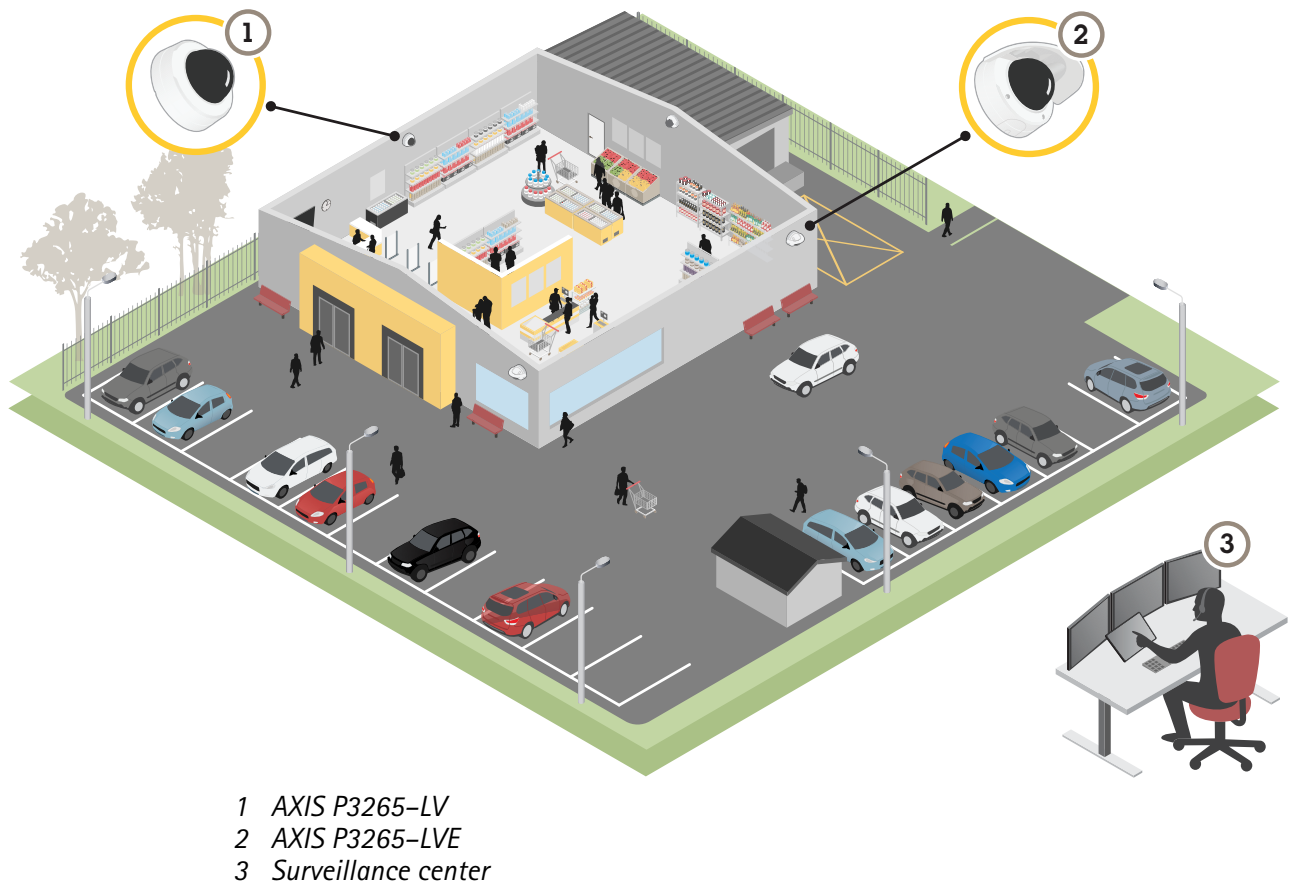 1
2
3
1 AXIS P3265–LV
2 AXIS P3265–LVE
3 Surveillance center